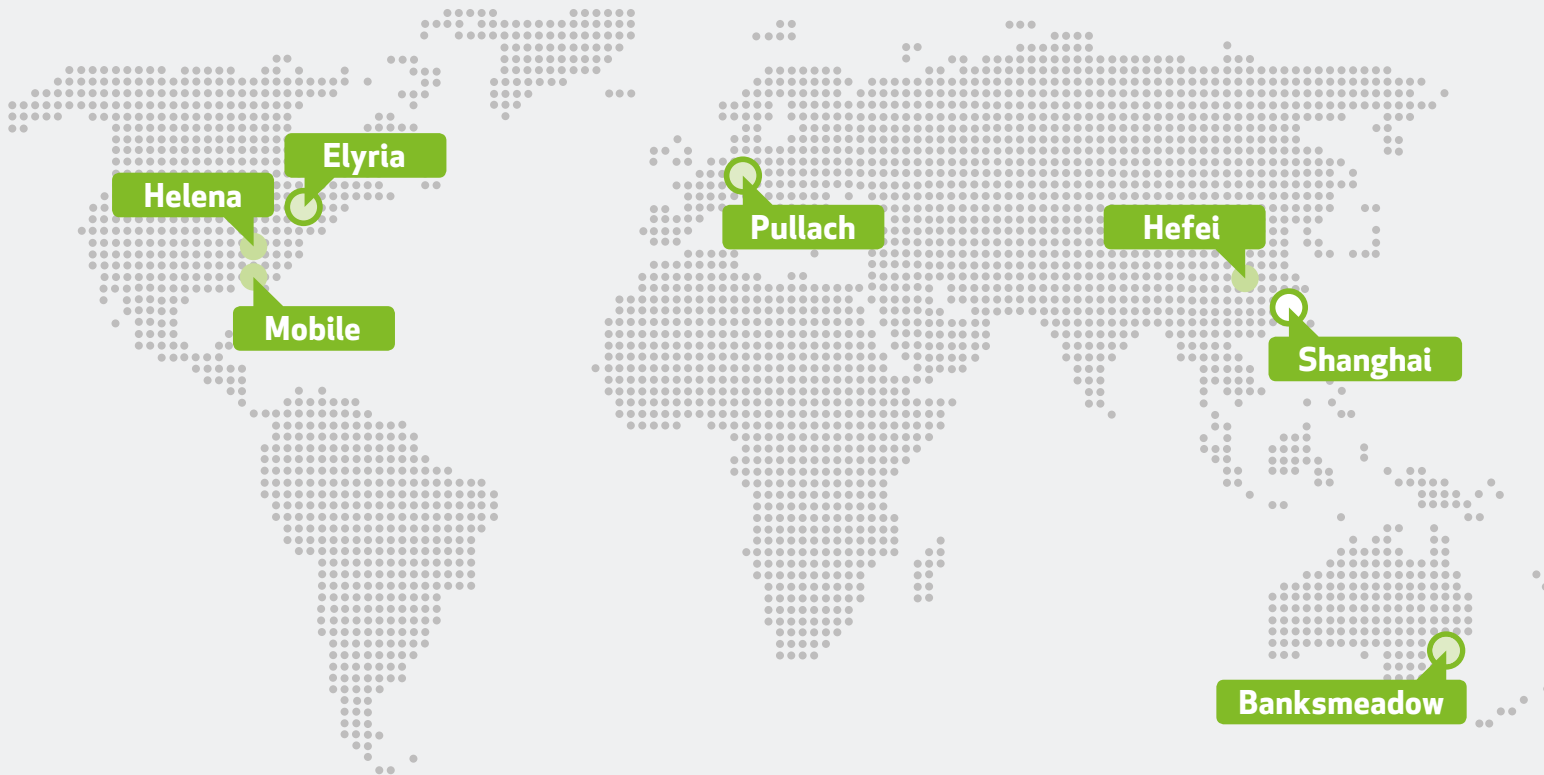 Elyria
Helena
Pullach
Hefei
Mobile
Shanghai
Banksmeadow